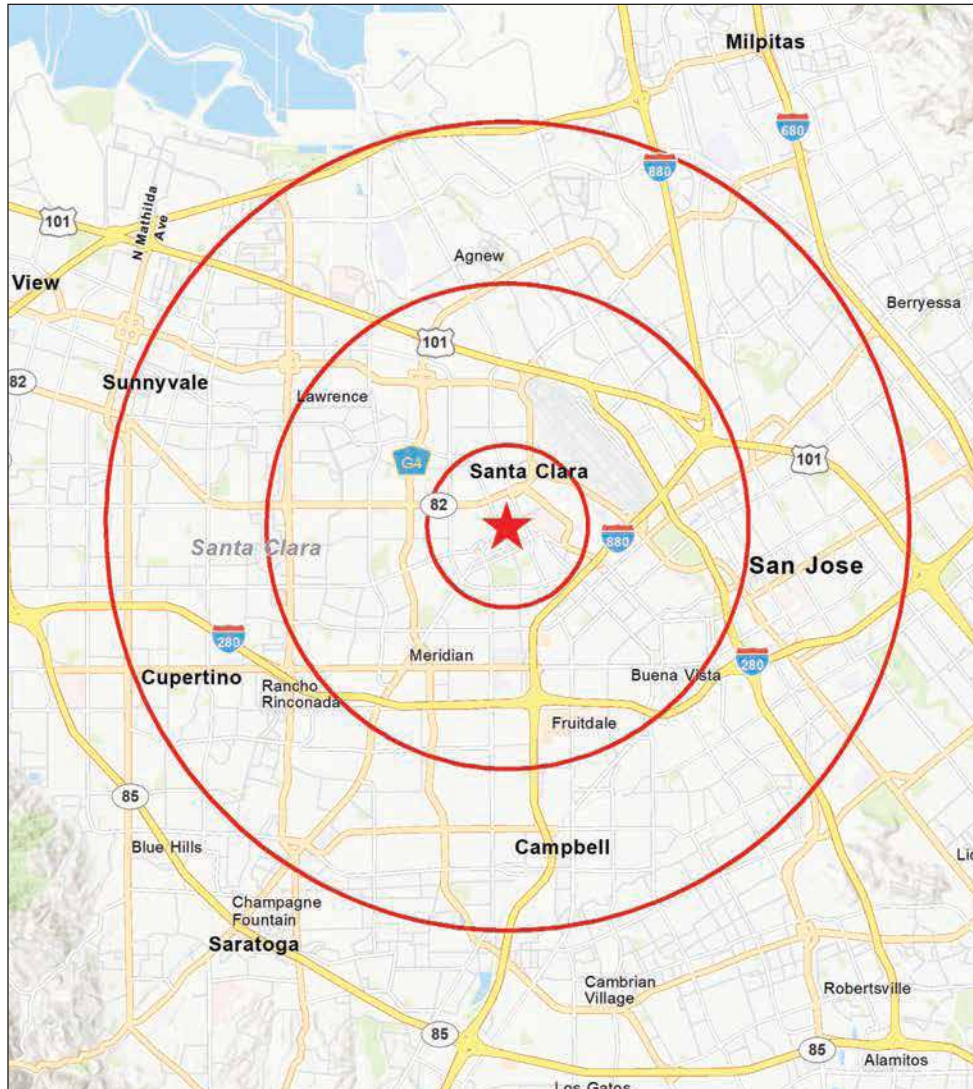 Milpitas
680
880
N Mathilda
Ave
101
Agnew
View
Berryessa
101
82
Sunnyvale
Lawrence
G4
101
Santa Clara
82
880
Santa Clara
San Jose
280
Meridian
Cupertino
Rancho
Rinconada
Buena Vista
280
Fruitdale
85
Blue Hills
Campbell
Champagne
Fountain
Saratoga
Cambrian
Village
Robertsville
85
85
Alamitos
Los Gatos